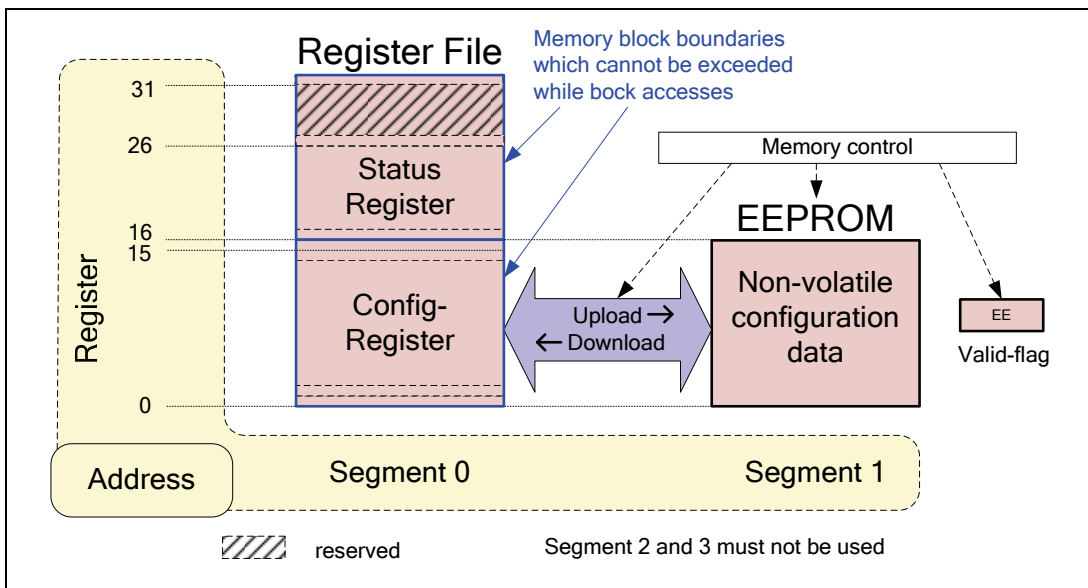 Register File
Memory block boundaries
which cannot be exceeded
while bock accesses
31
26
16
15
0
Register
Status
Register
Config-
Register
Memory control
EEPROM
Upload →
← Download
Non-volatile
configuration
data
EE
Valid-flag
Address
Segment 0
Segment 1
reserved
Segment 2 and 3 must not be used